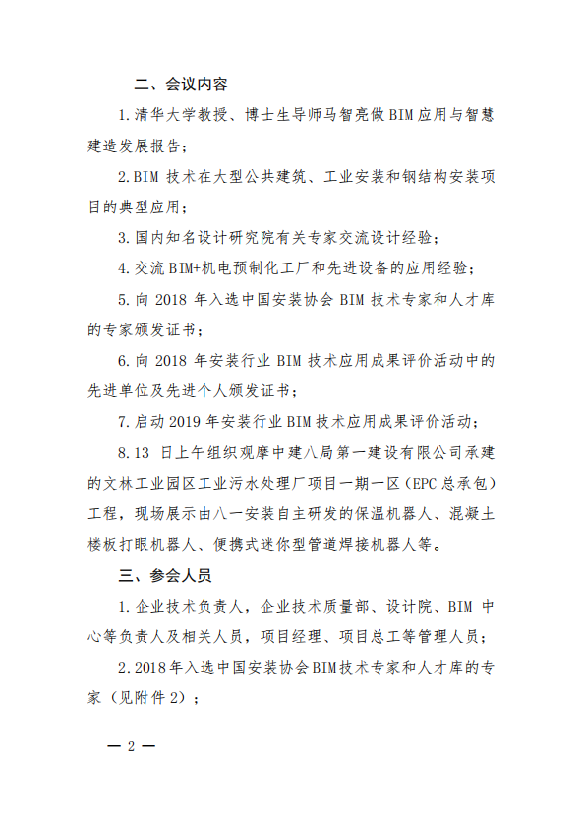 二、会议内容
1.清华大学教授、博士生导师马智亮做BIM应用与智慧
建造发展报告；
2.BIM 技术在大型公共建筑、工业安装和钢结构安装项
目的典型应用；
3.国内知名设计研究院有关专家交流设计经验；
4.交流BIM+机电预制化工厂和先进设备的应用经验；
5.向 2018 年入选中国安装协会 BIM 技术专家和人才库
的专家颁发证书；
6.向 2018 年安装行业 BIM 技术应用成果评价活动中的
先进单位及先进个人颁发证书；
7.启动2019年安装行业BIM技术应用成果评价活动；
8.13 日上午组织观摩中建八局第一建设有限公司承建
的文林工业园区工业污水处理厂项目一期一区（EPC总承包）
工程，现场展示由八一安装自主研发的保温机器人、混凝土
楼板打眼机器人、便携式迷你型管道焊接机器人等。
三、参会人员
1.企业技术负责人，企业技术质量部、设计院、BIM 中
心等负责人及相关人员，项目经理、项目总工等管理人员；
2.2018年入选中国安装协会BIM技术专家和人才库的专
家（见附件2）；
— 2 —